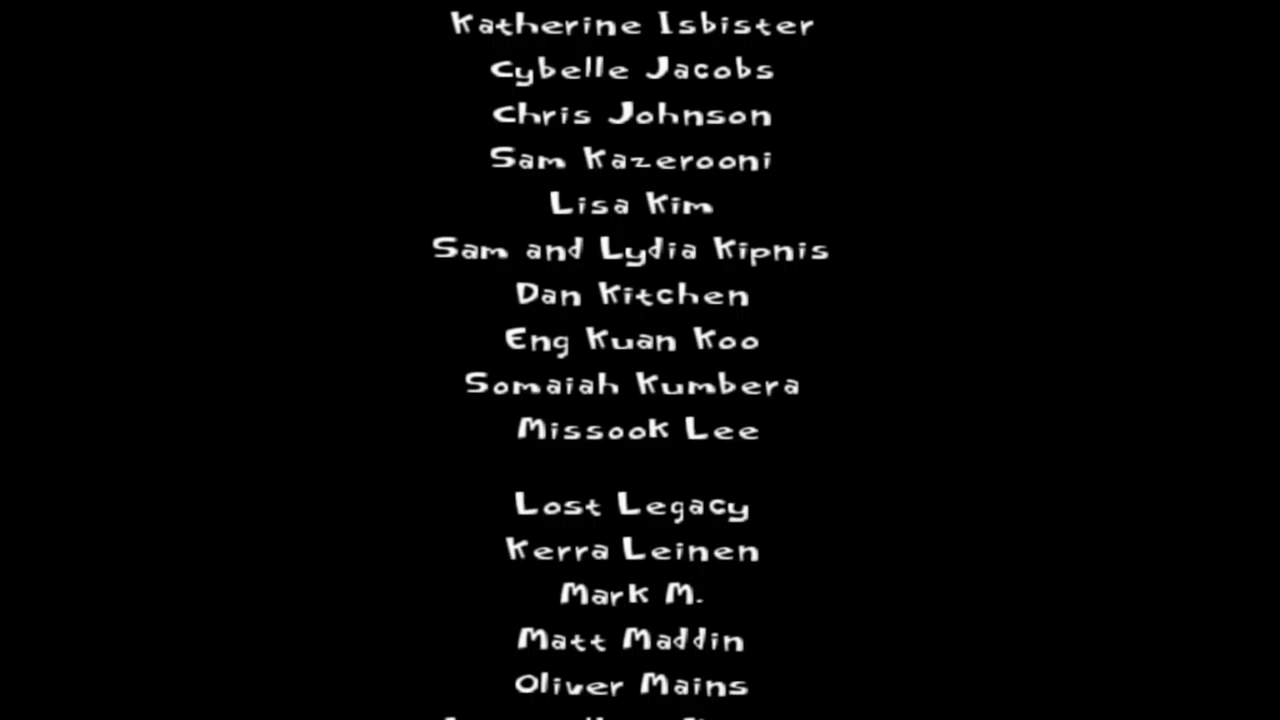 Katherine Isbister
Cybelle Jacobs
Chris Johnson
Sam Kazerooni
Lisa Kim
Sam and Lydia Kipnis
Dan Kitchen
Eng Kuan Koo
Somaiah Kumbera
Missook Lee
Lost Legacy
Kerra Leinen
Mark M.
Matt Maddin
Oliver Mains